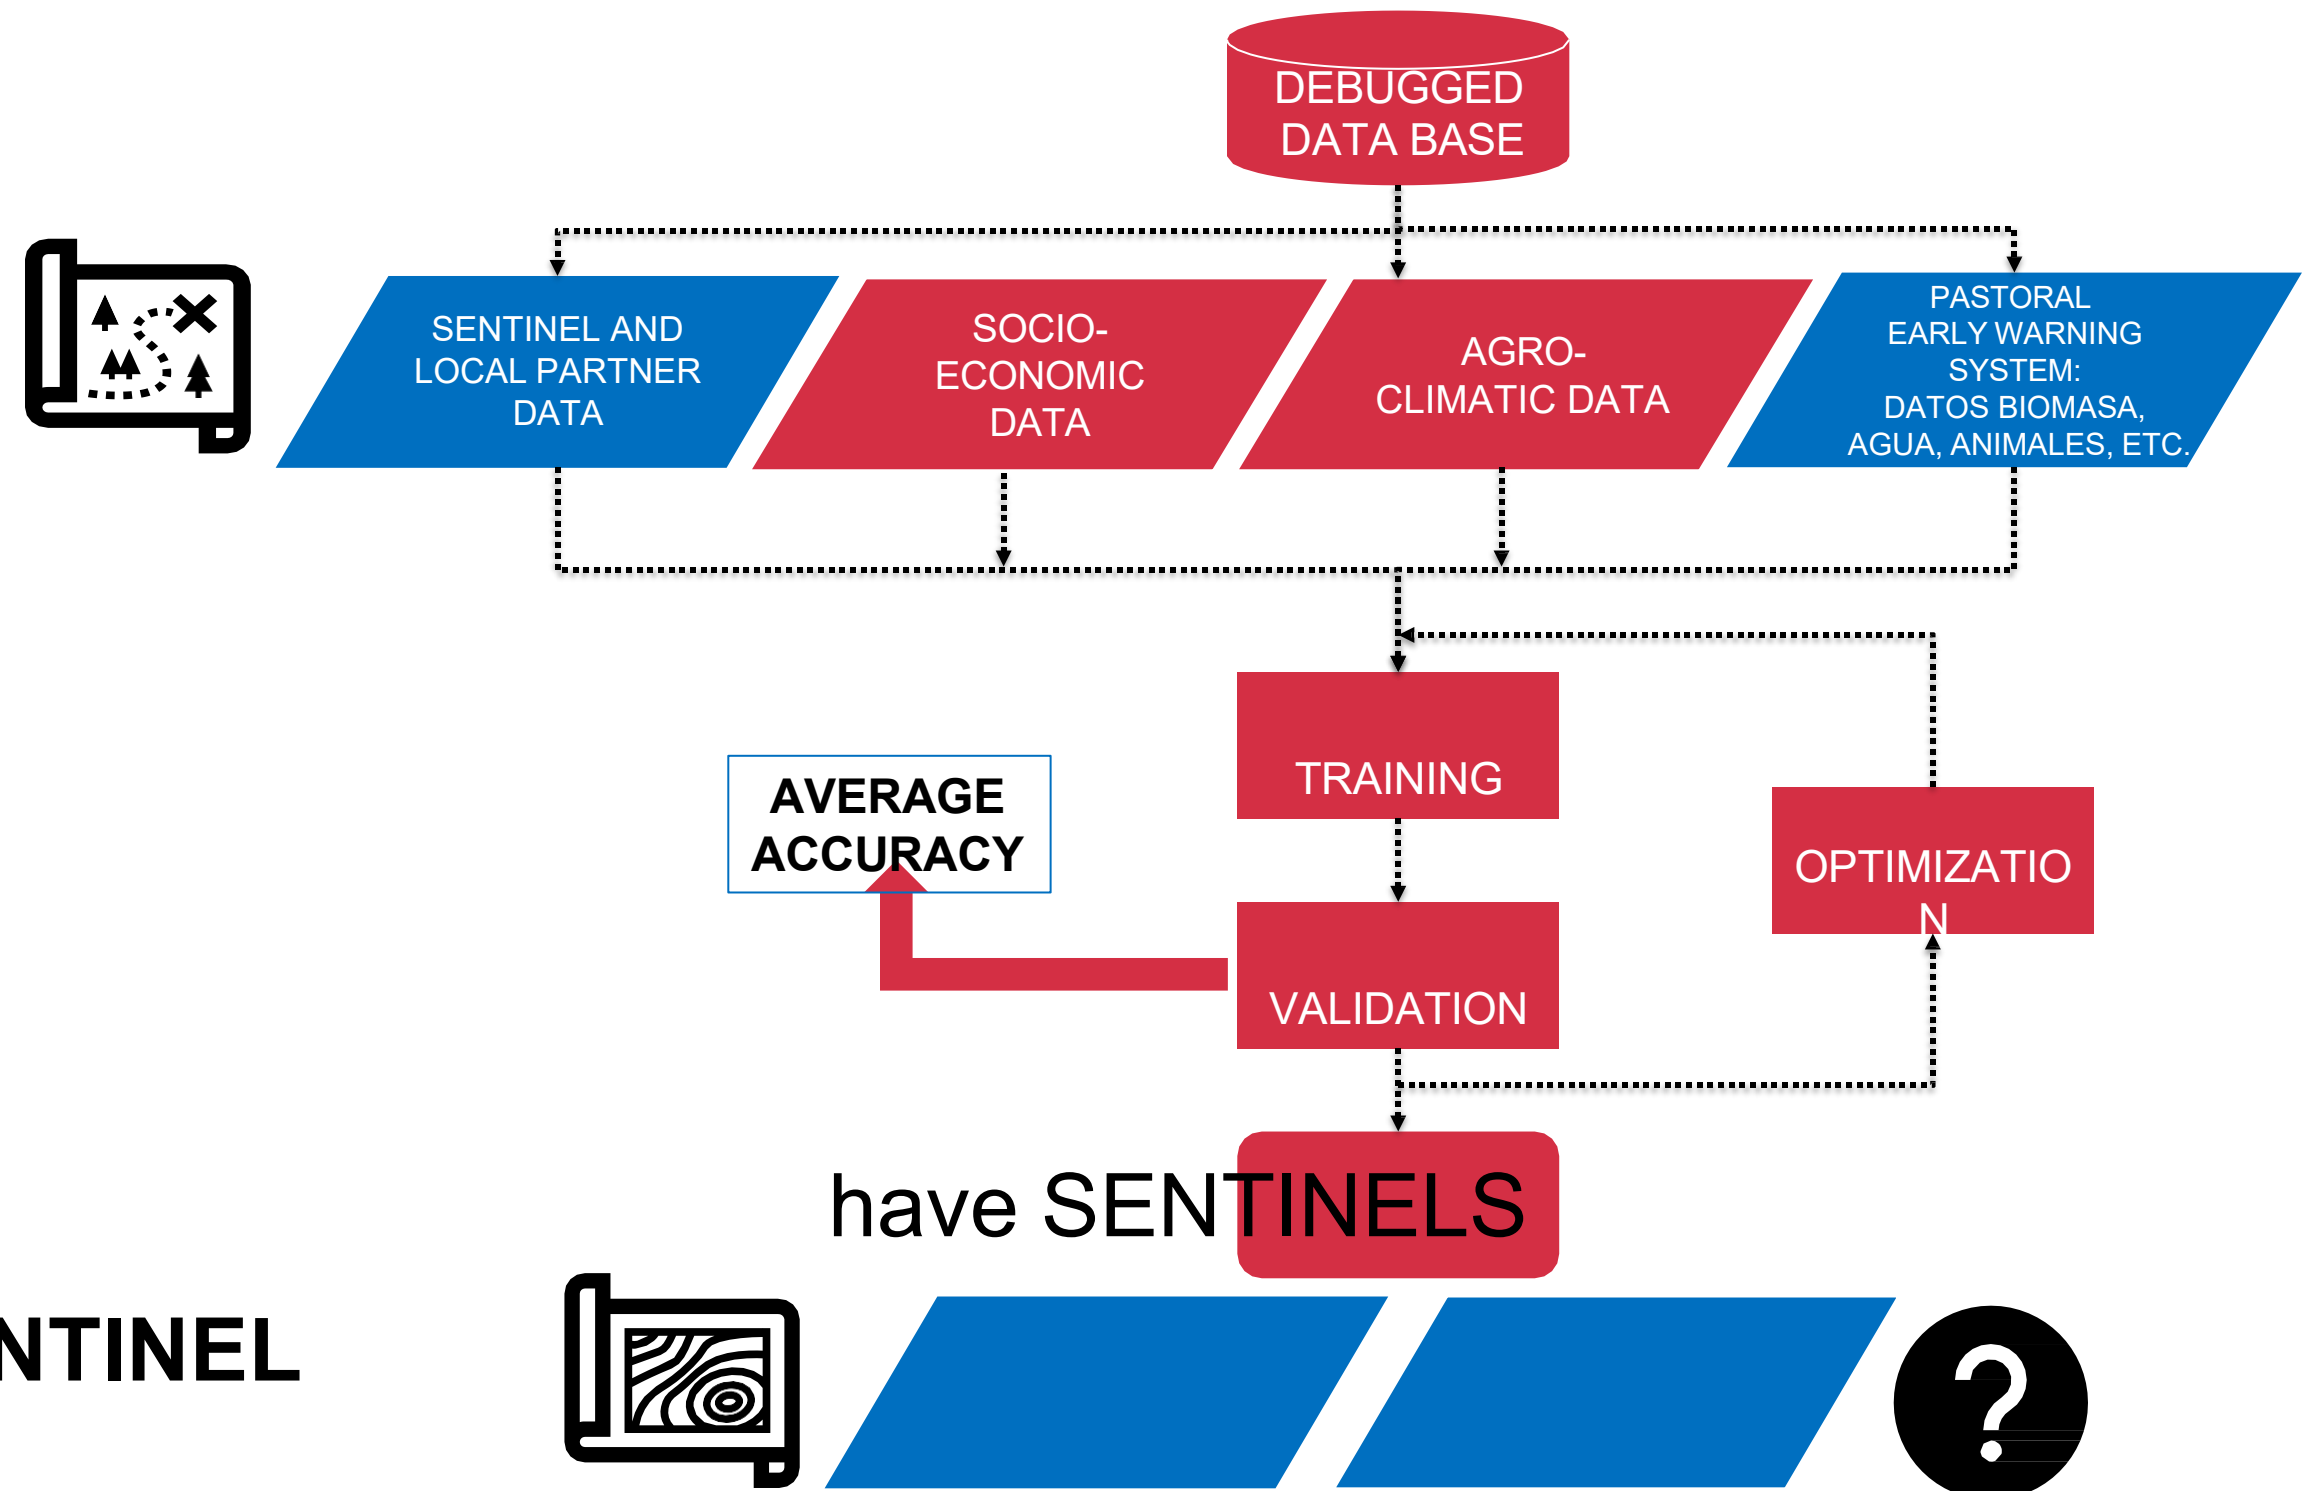 DEBUGGED
DATA BASE
SENTINEL AND
LOCAL PARTNER
DATA
SOCIO-
ECONOMIC
DATA
AGRO-
CLIMATIC DATA
PASTORAL
EARLY WARNING
SYSTEM:
DATOS BIOMASA,
AGUA, ANIMALES, ETC.
TRAINING
AVERAGE
ACCURACY
OPTIMIZATIO
N
VALIDATION
have SENTINELS
NTINEL